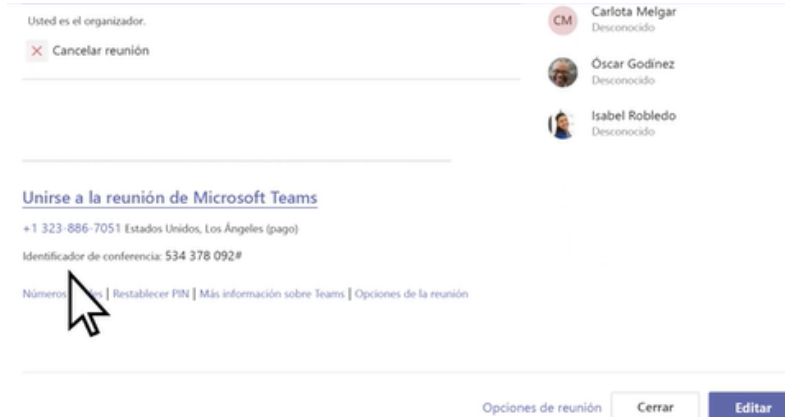 Usted es el organizador.
Cancelar reunión
CM
Carlota Melgar
Desconocido
Óscar Godínez
Desconocido
Isabel Robledo
Desconocido
Unirse a la reunión de Microsoft Teams
+1 323-886-7051 Estados Unidos, Los Ángeles (pago)
Identificador de conferencia: 534 378 092#
Números | Restablecer PIN | Más información sobre Teams | Opciones de la reunión
Opciones de reunión
Cerrar
Editar